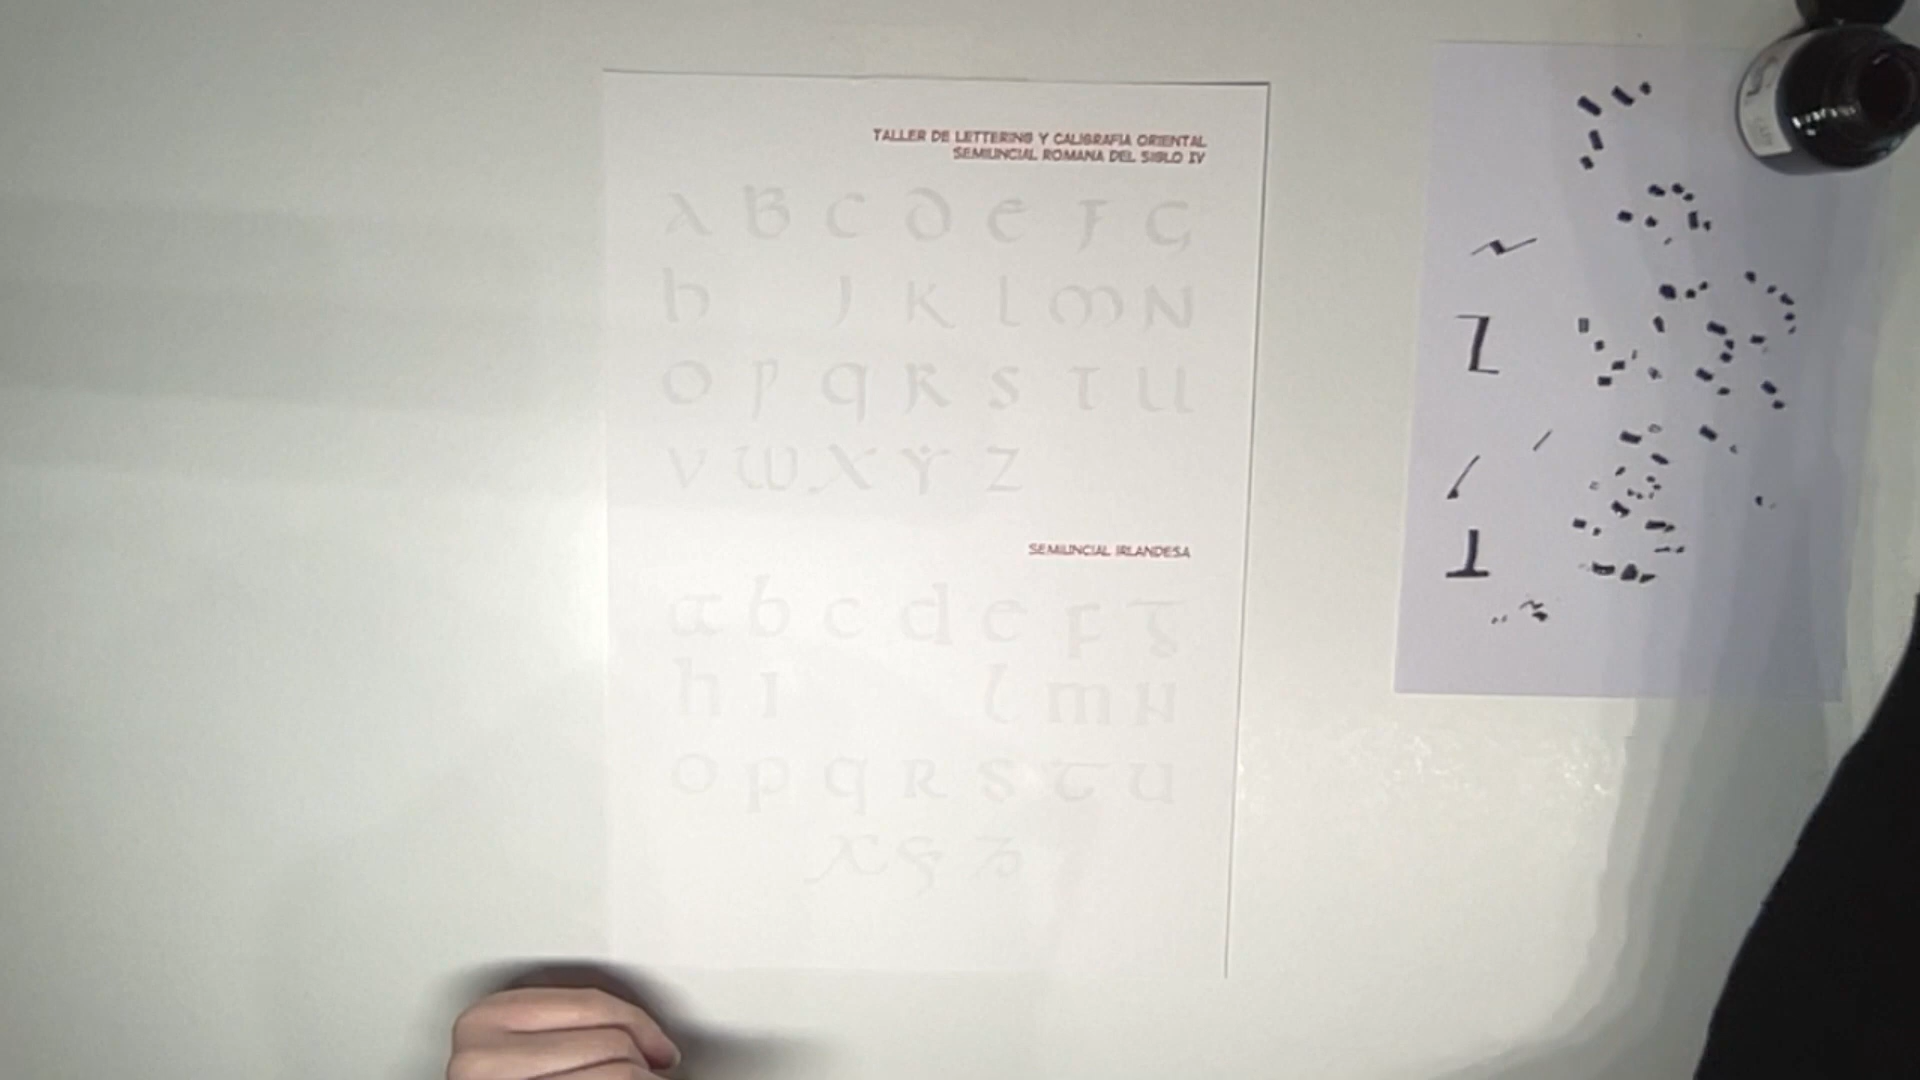 TALLER DE LETTERING Y CALIGRAFIA ORIENTAL
SEMIUNCIAL ROMANA DEL SIGLO IV
A B C D E F G
h J K L M N
O P q R S T U
V W X Y Z
SEMIUNCIAL IRLANDESA
a b c d e F G
h I l m N
o p q R S T U
X Y Z